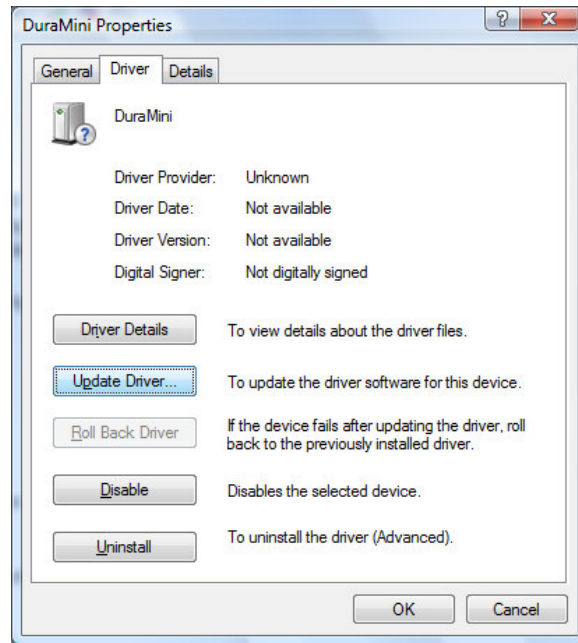 DuraMini Properties
General Driver Details
DuraMini
Driver Provider: Unknown
Driver Date: Not available
Driver Version: Not available
Digital Signer: Not digitally signed
Driver Details To view details about the driver files.
Update Driver... To update the driver software for this device.
Roll Back Driver If the device fails after updating the driver, roll
back to the previously installed driver.
Disable Disables the selected device.
Uninstall To uninstall the driver (Advanced).
OK Cancel